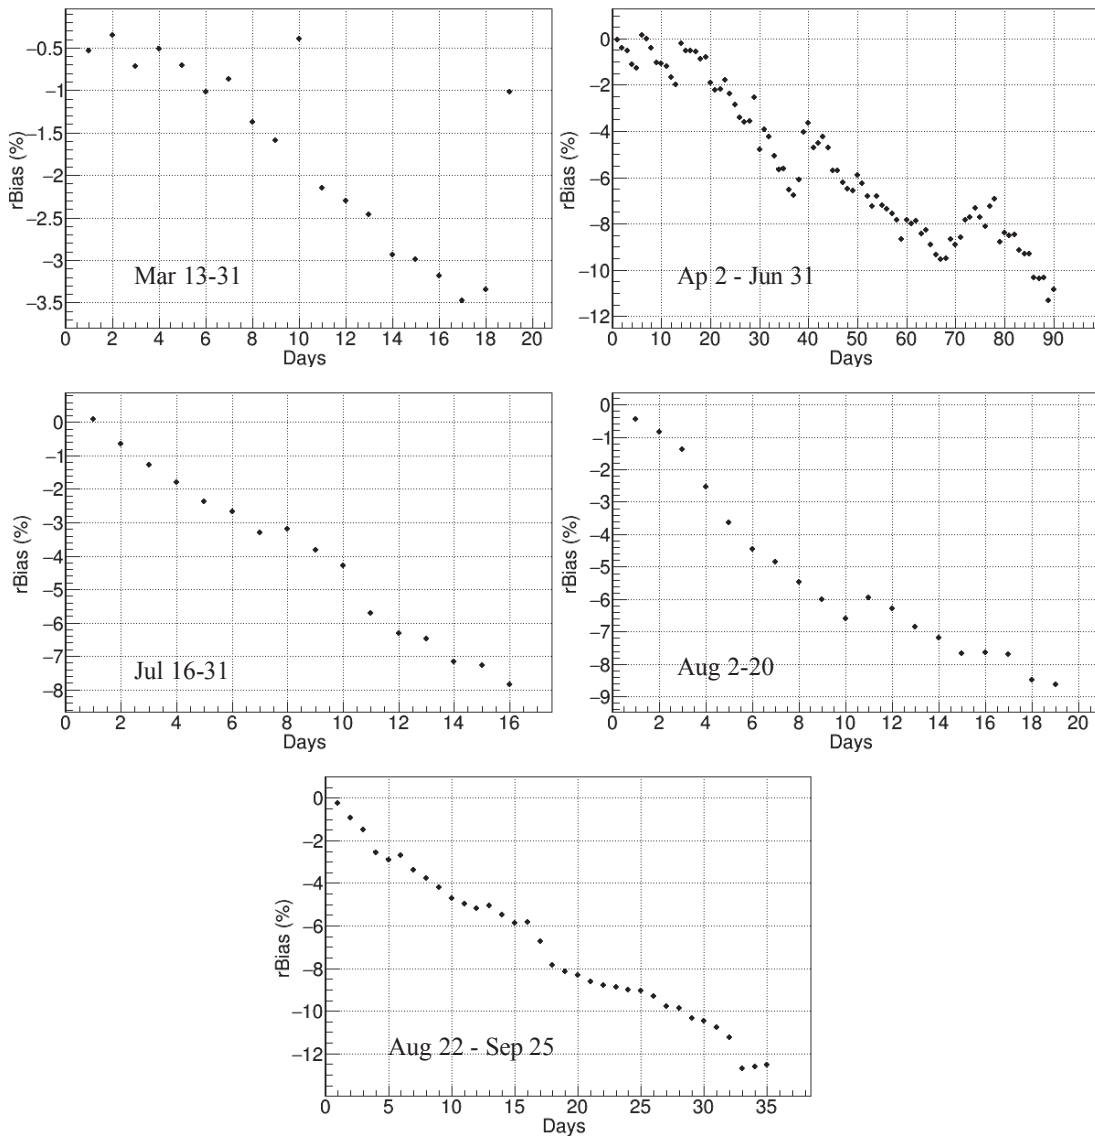 −0.5
−1
−1.5
−2
−2.5
−3
−3.5
rBias (%)
Mar 13-31
0 2 4 6 8 10 12 14 16 18 20
Days
0
−2
−4
−6
−8
−10
−12
rBias (%)
Ap 2 - Jun 31
0 10 20 30 40 50 60 70 80 90
Days
0
−1
−2
−3
−4
−5
−6
−7
−8
rBias (%)
Jul 16-31
0 2 4 6 8 10 12 14 16
Days
0
−1
−2
−3
−4
−5
−6
−7
−8
−9
rBias (%)
Aug 2-20
0 2 4 6 8 10 12 14 16 18 20
Days
0
−2
−4
−6
−8
−10
−12
rBias (%)
Aug 22 - Sep 25
0 5 10 15 20 25 30 35
Days